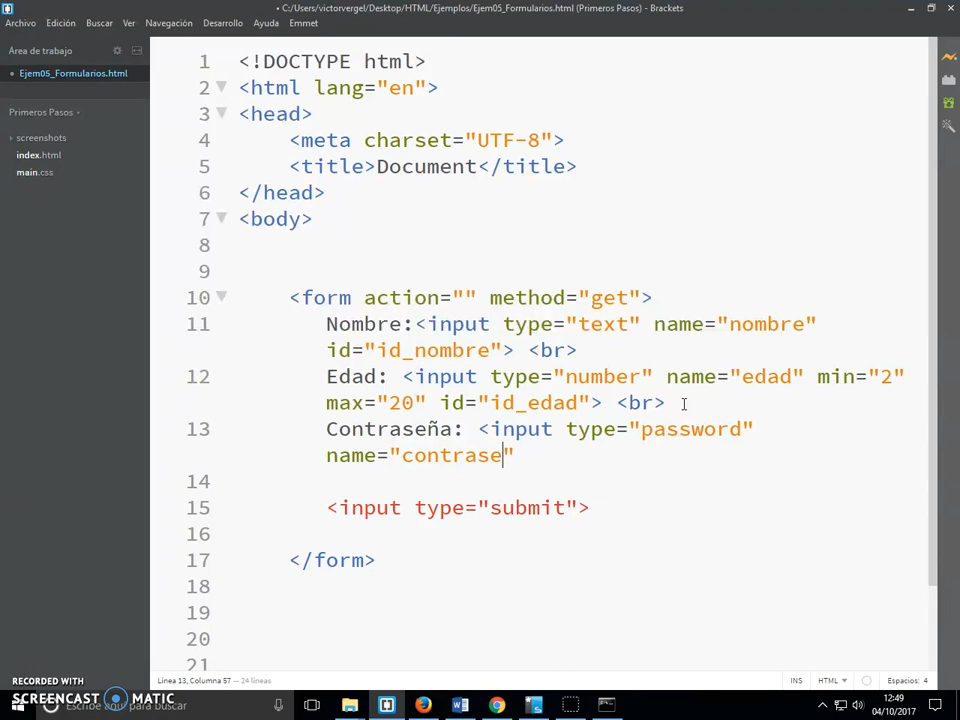 • C:/Users/victorvergel/Desktop/HTML/Ejemplos/Ejem05_Formularios.html (Primeros Pasos) - Brackets
Archivo Edición Buscar Ver Navegación Desarrollo Ayuda Emmet
Área de trabajo
• Ejem05_Formularios.html
Primeros Pasos
screenshots
index.html
main.css
1 <!DOCTYPE html>
2 <html lang="en">
3 <head>
4 <meta charset="UTF-8">
5 <title>Document</title>
6 </head>
7 <body>
8
9
10 <form action="" method="get">
11 Nombre:<input type="text" name="nombre"
id="id_nombre"> <br>
12 Edad: <input type="number" name="edad" min="2"
max="20" id="id_edad"> <br>
13 Contraseña: <input type="password"
name="contrase"
14
15 <input type="submit">
16
17 </form>
18
19
20
21
Línea 13, Columna 57 — 24 líneas INS HTML Espacios: 4
RECORDED WITH
SCREENCAST MATIC
Escribe aquí para buscar
12:49
04/10/2017